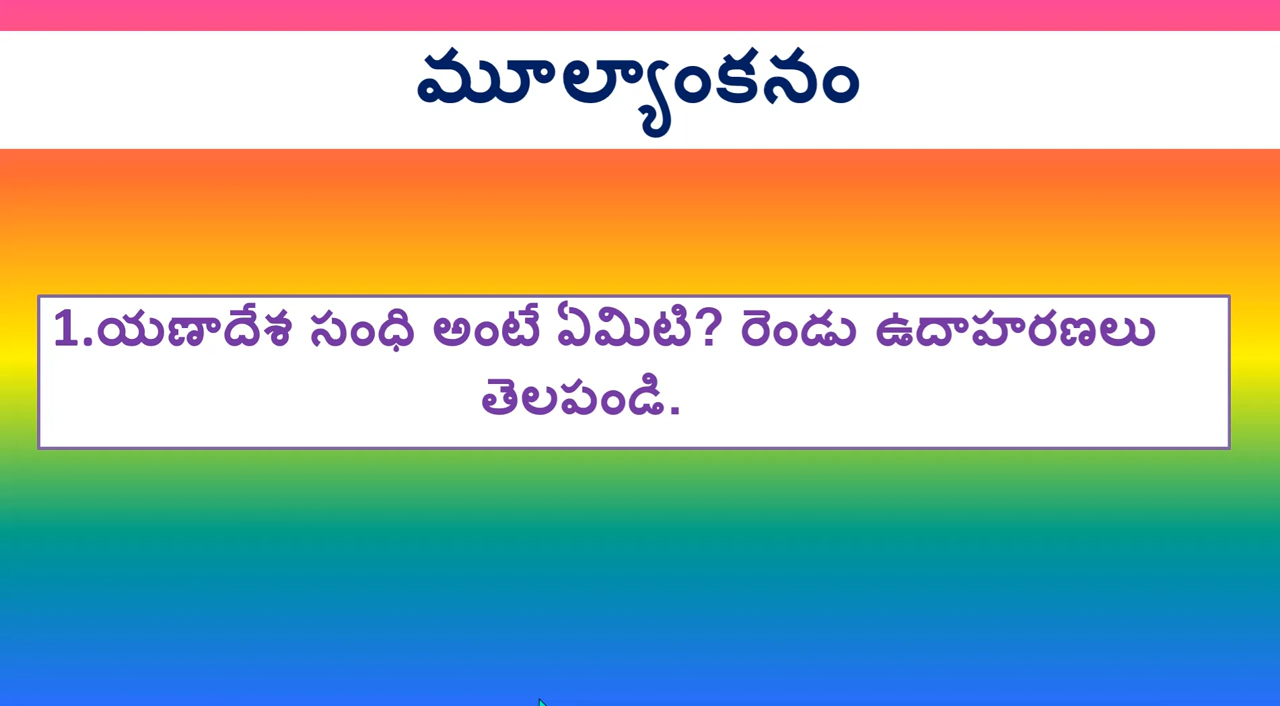 మూల్యాంకనం
1.యణాదేశ సంధి అంటే ఏమిటి? రెండు ఉదాహరణలు
తెలపండి.